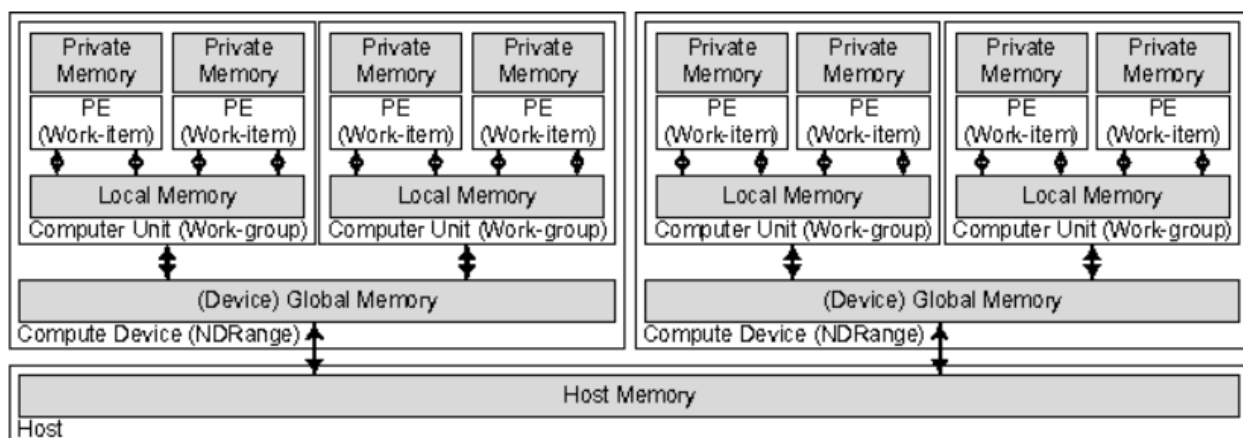 Private Memory
Private Memory
Private Memory
Private Memory
Private Memory
Private Memory
Private Memory
Private Memory
PE (Work-item)
PE (Work-item)
PE (Work-item)
PE (Work-item)
PE (Work-item)
PE (Work-item)
PE (Work-item)
PE (Work-item)
Local Memory
Local Memory
Local Memory
Local Memory
Computer Unit (Work-group)
Computer Unit (Work-group)
Computer Unit (Work-group)
Computer Unit (Work-group)
(Device) Global Memory
(Device) Global Memory
Compute Device (NDRange)
Compute Device (NDRange)
Host Memory
Host